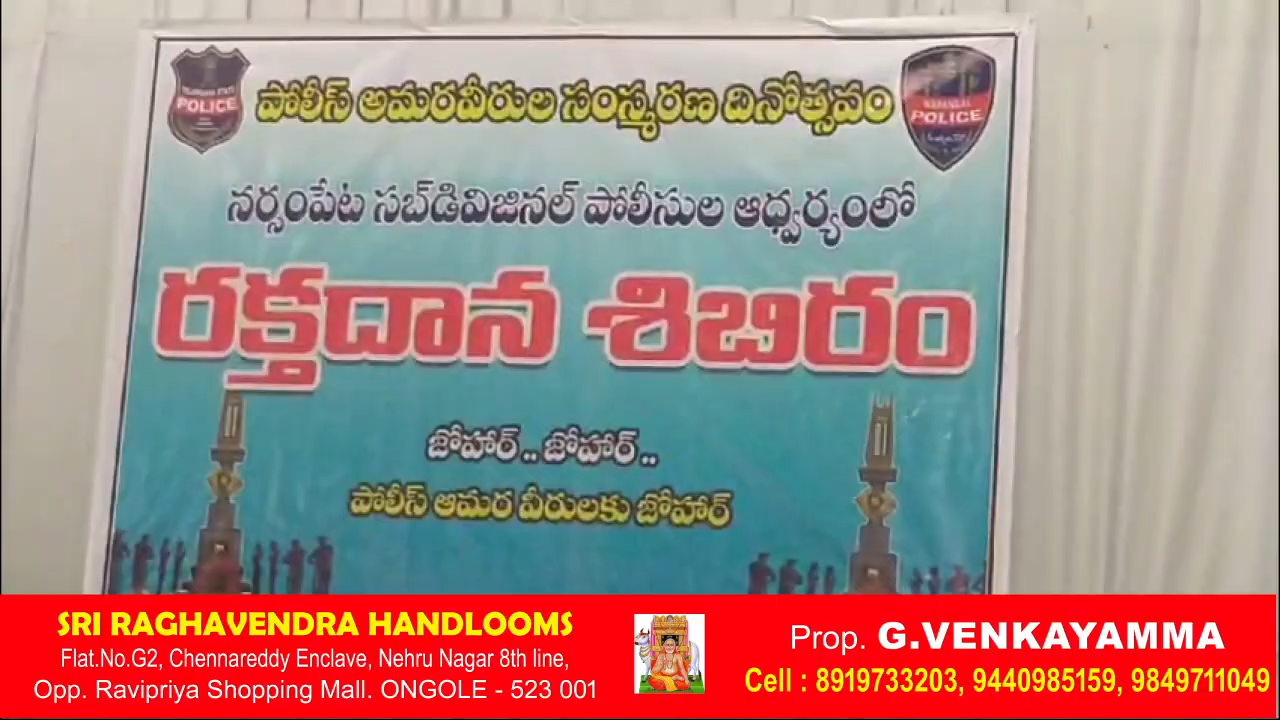 పోలీస్ అమరవీరుల సంస్మరణ దినోత్సవం
POLICE
POLICE
నర్సంపేట సబ్‌డివిజినల్ పోలీసుల ఆధ్వర్యంలో
రక్తదాన శిబిరం
జోహార్.. జోహార్..
పోలీస్ ఆమర వీరులకు జోహార్
SRI RAGHAVENDRA HANDLOOMS
Flat.No.G2, Chennareddy Enclave, Nehru Nagar 8th line,
Opp. Ravipriya Shopping Mall. ONGOLE - 523 001
Prop. G.VENKAYAMMA
Cell : 8919733203, 9440985159, 9849711049